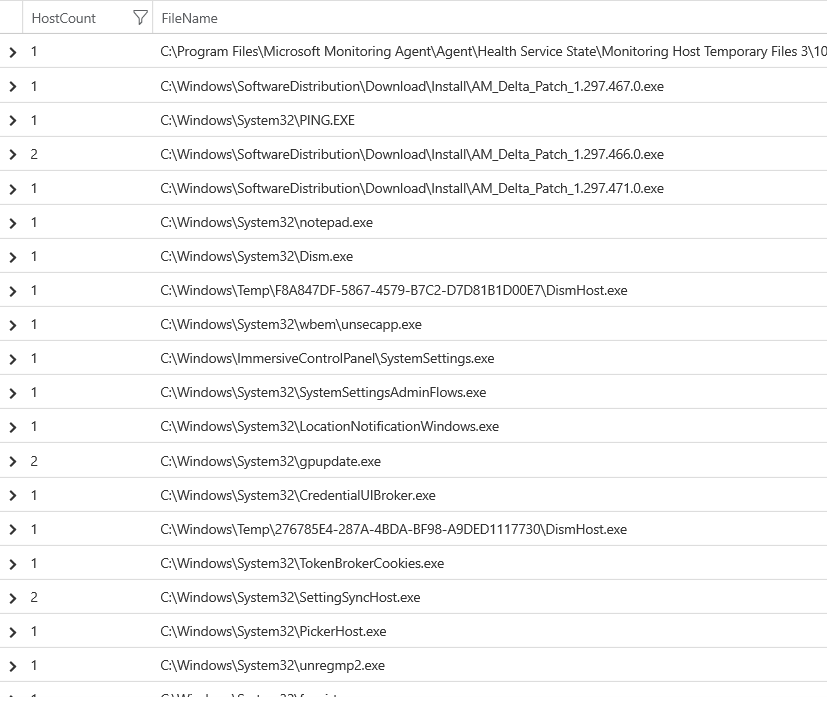 HostCount FileName
1 C:\Program Files\Microsoft Monitoring Agent\Agent\Health Service State\Monitoring Host Temporary Files 3\10
1 C:\Windows\SoftwareDistribution\Download\Install\AM_Delta_Patch_1.297.467.0.exe
1 C:\Windows\System32\PING.EXE
2 C:\Windows\SoftwareDistribution\Download\Install\AM_Delta_Patch_1.297.466.0.exe
1 C:\Windows\SoftwareDistribution\Download\Install\AM_Delta_Patch_1.297.471.0.exe
1 C:\Windows\System32\notepad.exe
1 C:\Windows\System32\Dism.exe
1 C:\Windows\Temp\F8A847DF-5867-4579-B7C2-D7D81B1D00E7\DismHost.exe
1 C:\Windows\System32\wbem\unsecapp.exe
1 C:\Windows\ImmersiveControlPanel\SystemSettings.exe
1 C:\Windows\System32\SystemSettingsAdminFlows.exe
1 C:\Windows\System32\LocationNotificationWindows.exe
2 C:\Windows\System32\gpupdate.exe
1 C:\Windows\System32\CredentialUIBroker.exe
1 C:\Windows\Temp\276785E4-287A-4BDA-BF98-A9DED1117730\DismHost.exe
1 C:\Windows\System32\TokenBrokerCookies.exe
2 C:\Windows\System32\SettingSyncHost.exe
1 C:\Windows\System32\PickerHost.exe
1 C:\Windows\System32\unregmp2.exe